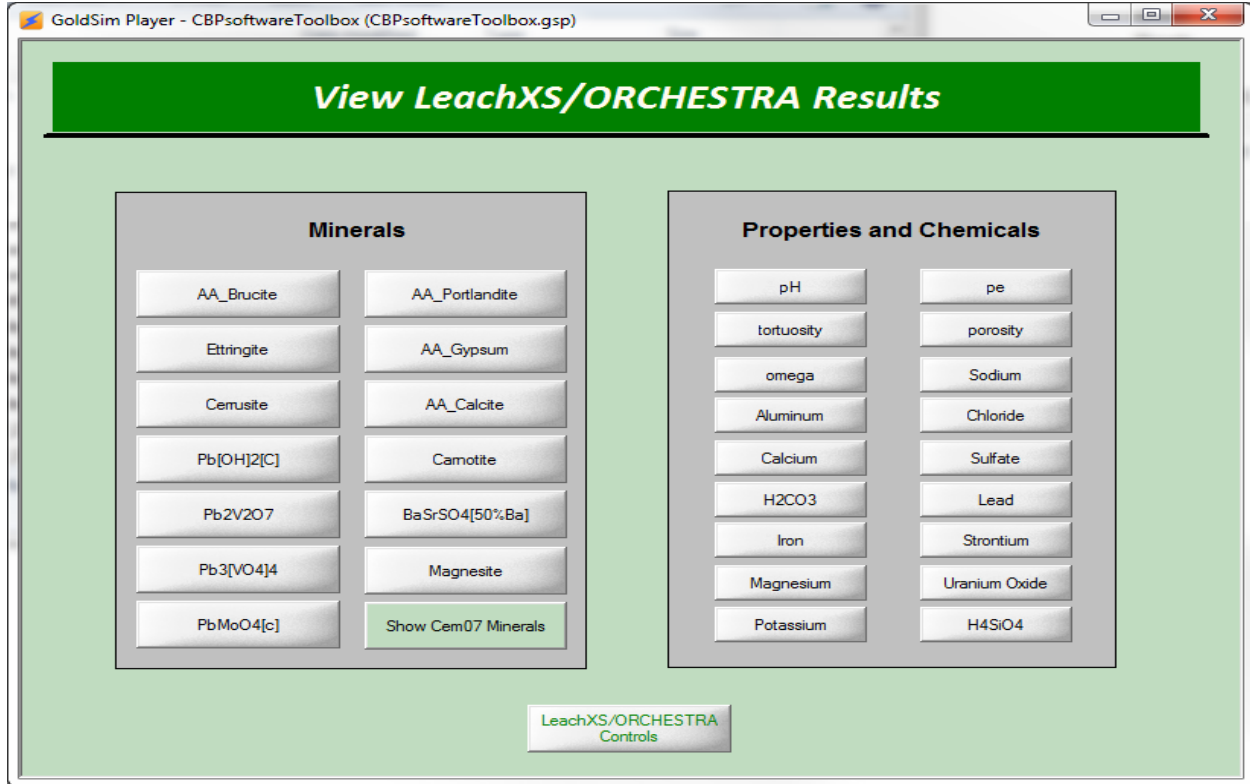 GoldSim Player - CBPsoftwareToolbox (CBPsoftwareToolbox.gsp)
View LeachXS/ORCHESTRA Results
Minerals
AA_Brucite
AA_Portlandite
Ettringite
AA_Gypsum
Cerrusite
AA_Calcite
Pb[OH]2[C]
Carnotite
Pb2V2O7
BaSrSO4[50%Ba]
Pb3[VO4]4
Magnesite
PbMoO4[c]
Show Cem07 Minerals
Properties and Chemicals
pH
pe
tortuosity
porosity
omega
Sodium
Aluminum
Chloride
Calcium
Sulfate
H2CO3
Lead
Iron
Strontium
Magnesium
Uranium Oxide
Potassium
H4SiO4
LeachXS/ORCHESTRA
Controls